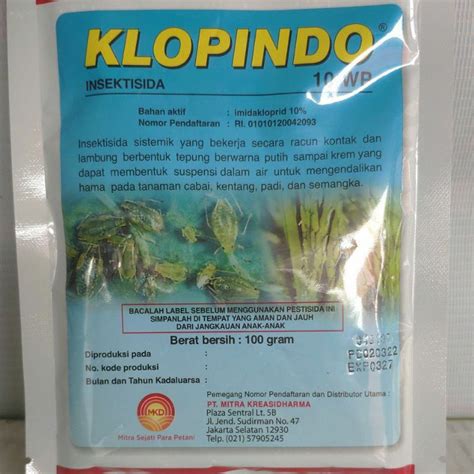 KLOPINDO®
INSEKTISIDA 10 WP
Bahan aktif : imidakloprid 10%
Nomor Pendaftaran : RI. 01010120042093
Insektisida sistemik yang bekerja secara racun kontak dan
lambung berbentuk tepung berwarna putih sampai krem yang
dapat membentuk suspensi dalam air untuk mengendalikan
hama pada tanaman cabai, kentang, padi, dan semangka.
BACALAH LABEL SEBELUM MENGGUNAKAN PESTISIDA INI
SIMPANLAH DI TEMPAT YANG AMAN DAN JAUH
DARI JANGKAUAN ANAK-ANAK
Berat bersih : 100 gram
Diproduksi pada :
No. kode produksi :
Bulan dan Tahun Kadaluarsa :
PD020322
EXP0327
Pemegang Nomor Pendaftaran dan Distributor Utama :
PT. MITRA KREASIDHARMA
Plaza Sentral Lt. 5B
Jl. Jend. Sudirman No. 47
Jakarta Selatan 12930
Telp. (021) 57905245
MKD
Mitra Sejati Para Petani